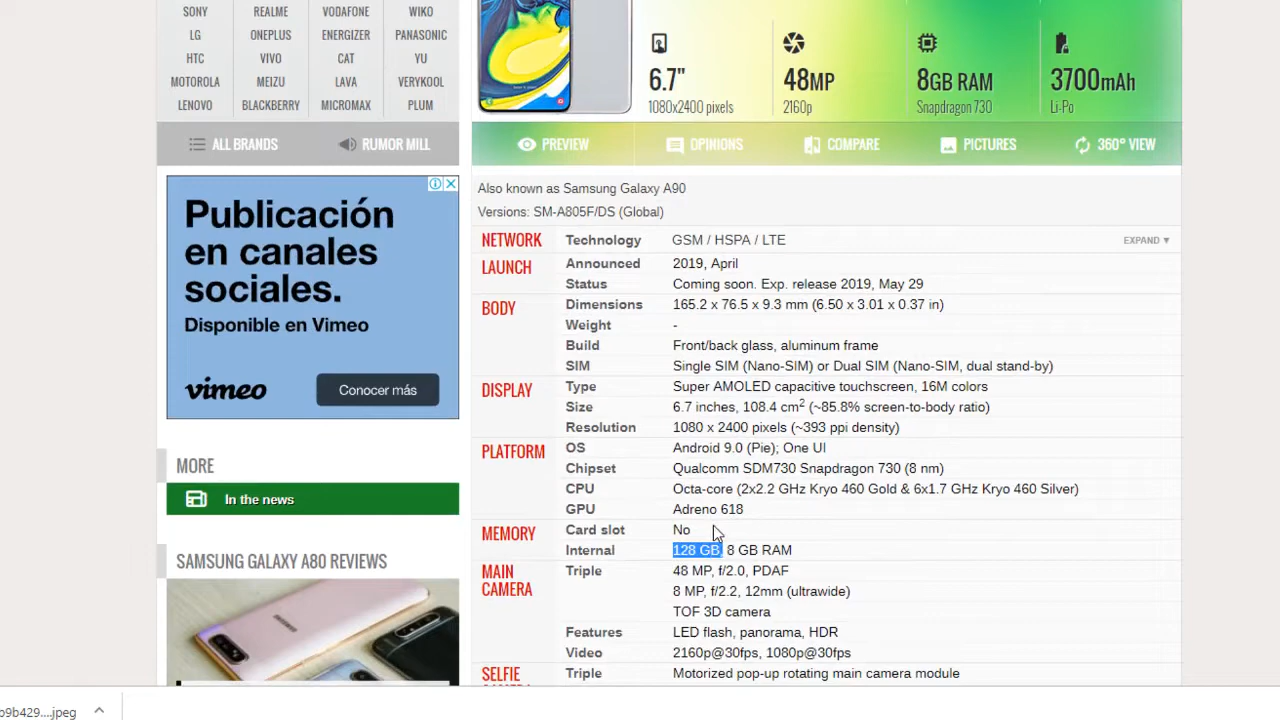 SONY REALME VODAFONE WIKO
LG ONEPLUS ENERGIZER PANASONIC
HTC VIVO CAT YU
MOTOROLA MEIZU LAVA VERYKOOL
LENOVO BLACKBERRY MICROMAX PLUM
ALL BRANDS RUMOR MILL
6.7" 48MP 8GB RAM 3700mAh
1080x2400 pixels 2160p Snapdragon 730 Li-Po
PREVIEW OPINIONS COMPARE PICTURES 360° VIEW
Publicación
en canales
sociales.
Disponible en Vimeo
vimeo Conocer más
MORE
In the news
SAMSUNG GALAXY A80 REVIEWS
SAMSUNG
Also known as Samsung Galaxy A90
Versions: SM-A805F/DS (Global)
NETWORK Technology GSM / HSPA / LTE EXPAND ▼
LAUNCH Announced 2019, April
Status Coming soon. Exp. release 2019, May 29
BODY Dimensions 165.2 x 76.5 x 9.3 mm (6.50 x 3.01 x 0.37 in)
Weight -
Build Front/back glass, aluminum frame
SIM Single SIM (Nano-SIM) or Dual SIM (Nano-SIM, dual stand-by)
DISPLAY Type Super AMOLED capacitive touchscreen, 16M colors
Size 6.7 inches, 108.4 cm² (~85.8% screen-to-body ratio)
Resolution 1080 x 2400 pixels (~393 ppi density)
PLATFORM OS Android 9.0 (Pie); One UI
Chipset Qualcomm SDM730 Snapdragon 730 (8 nm)
CPU Octa-core (2x2.2 GHz Kryo 460 Gold & 6x1.7 GHz Kryo 460 Silver)
GPU Adreno 618
MEMORY Card slot No
Internal 128 GB, 8 GB RAM
MAIN CAMERA Triple 48 MP, f/2.0, PDAF
8 MP, f/2.2, 12mm (ultrawide)
TOF 3D camera
Features LED flash, panorama, HDR
Video 2160p@30fps, 1080p@30fps
SELFIE Triple Motorized pop-up rotating main camera module
b9b429....jpeg